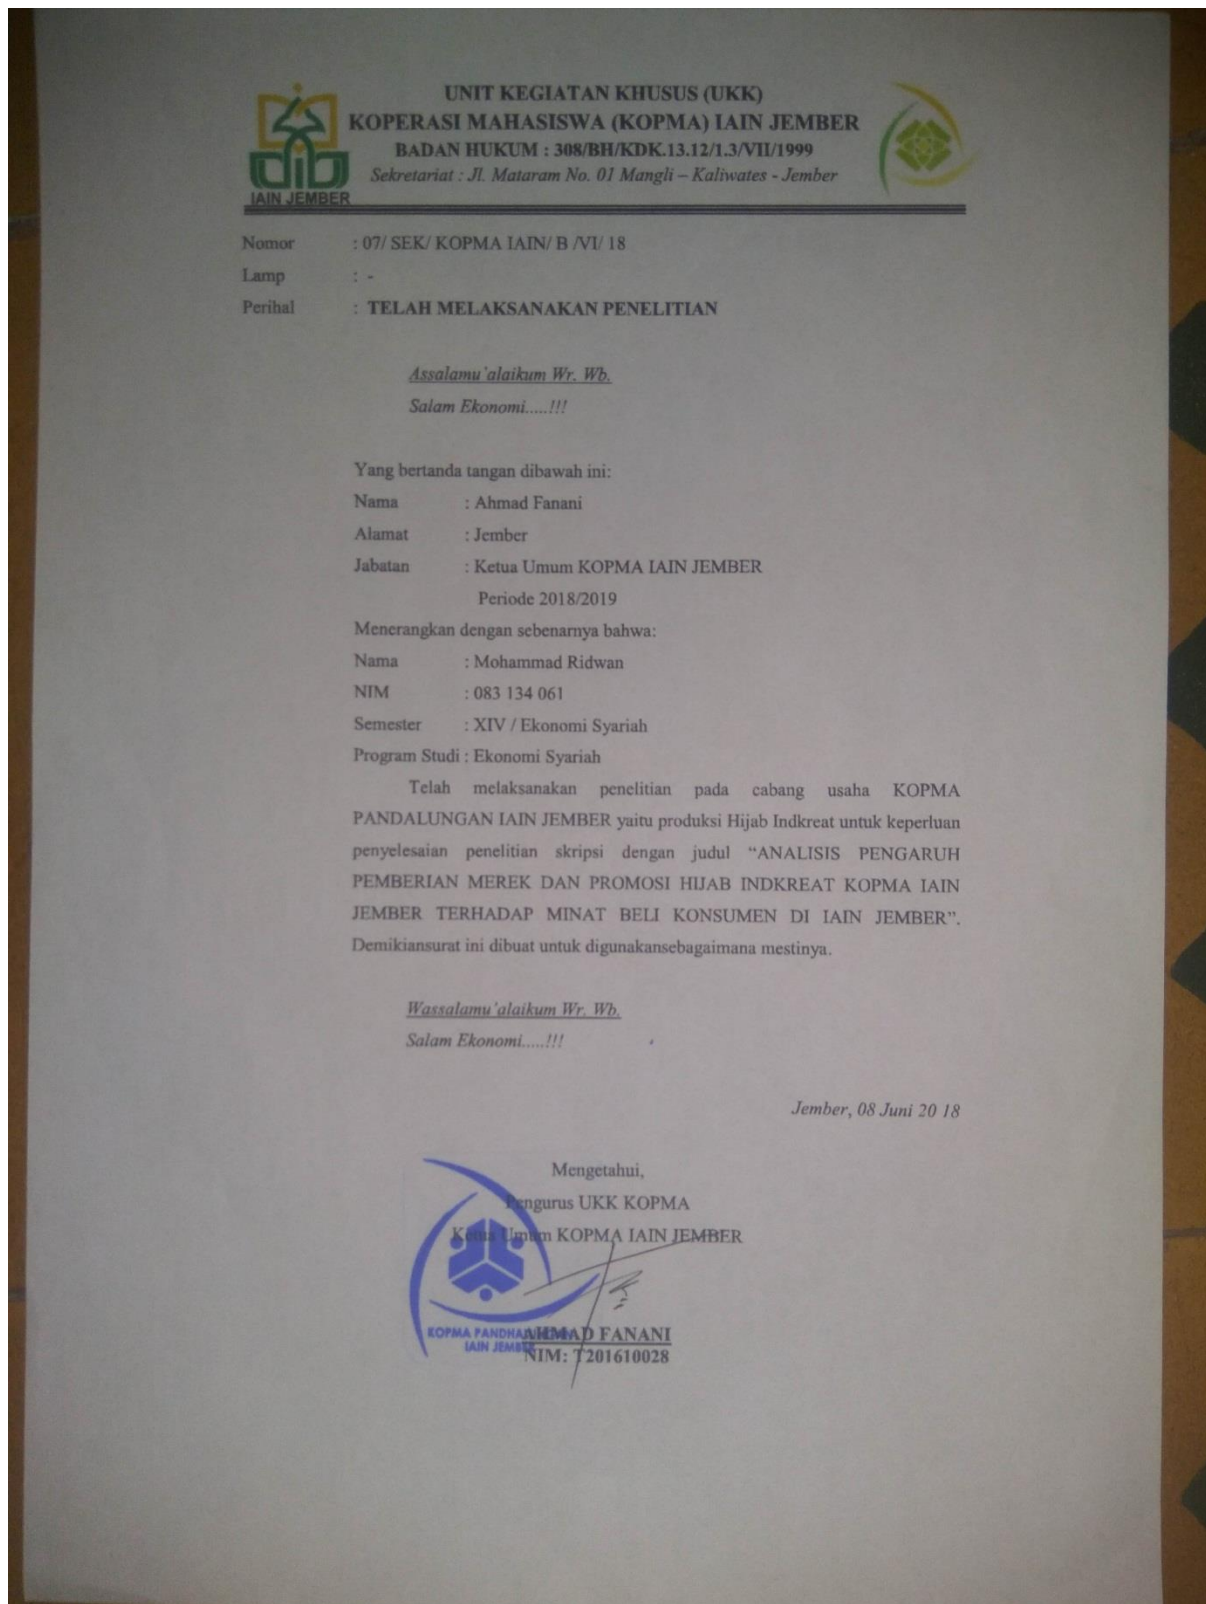 UNIT KEGIATAN KHUSUS (UKK)
KOPERASI MAHASISWA (KOPMA) IAIN JEMBER
BADAN HUKUM : 308/BH/KDK.13.12/1.3/VII/1999
Sekretariat : Jl. Mataram No. 01 Mangli – Kaliwates - Jember
IAIN JEMBER
Nomor : 07/ SEK/ KOPMA IAIN/ B /VI/ 18
Lamp : -
Perihal : TELAH MELAKSANAKAN PENELITIAN
Assalamu'alaikum Wr. Wb.
Salam Ekonomi.....!!!
Yang bertanda tangan dibawah ini:
Nama : Ahmad Fanani
Alamat : Jember
Jabatan : Ketua Umum KOPMA IAIN JEMBER
Periode 2018/2019
Menerangkan dengan sebenarnya bahwa:
Nama : Mohammad Ridwan
NIM : 083 134 061
Semester : XIV / Ekonomi Syariah
Program Studi : Ekonomi Syariah
Telah melaksanakan penelitian pada cabang usaha KOPMA
PANDALUNGAN IAIN JEMBER yaitu produksi Hijab Indkreat untuk keperluan
penyelesaian penelitian skripsi dengan judul “ANALISIS PENGARUH
PEMBERIAN MEREK DAN PROMOSI HIJAB INDKREAT KOPMA IAIN
JEMBER TERHADAP MINAT BELI KONSUMEN DI IAIN JEMBER”.
Demikiansurat ini dibuat untuk digunakansebagaimana mestinya.
Wassalamu'alaikum Wr. Wb.
Salam Ekonomi.....!!!
Jember, 08 Juni 20 18
Mengetahui,
Pengurus UKK KOPMA
Ketua Umum KOPMA IAIN JEMBER
KOPMA
IAIN JEMBER
AHMAD FANANI
NIM: T201610028